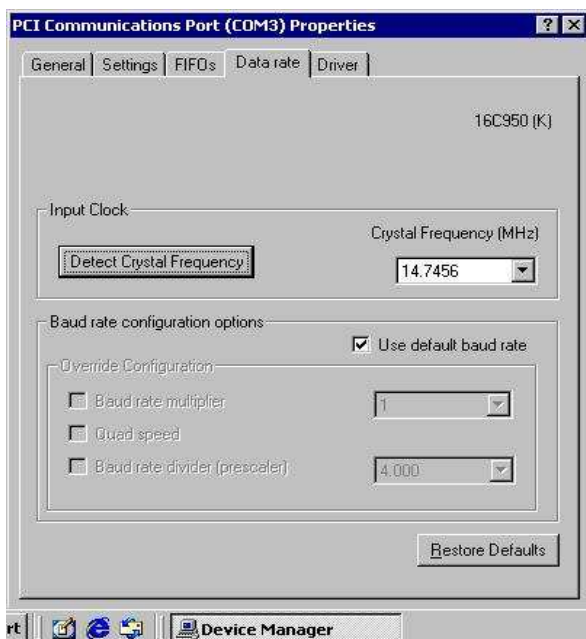 PCI Communications Port (COM3) Properties
General Settings FIFOs Data rate Driver
16C950 (K)
Input Clock
Crystal Frequency (MHz)
Detect Crystal Frequency
14.7456
Baud rate configuration options
Use default baud rate
Override Configuration
Baud rate multiplier 1
Quad speed
Baud rate divider (prescaler) 4.000
Restore Defaults
rt Device Manager